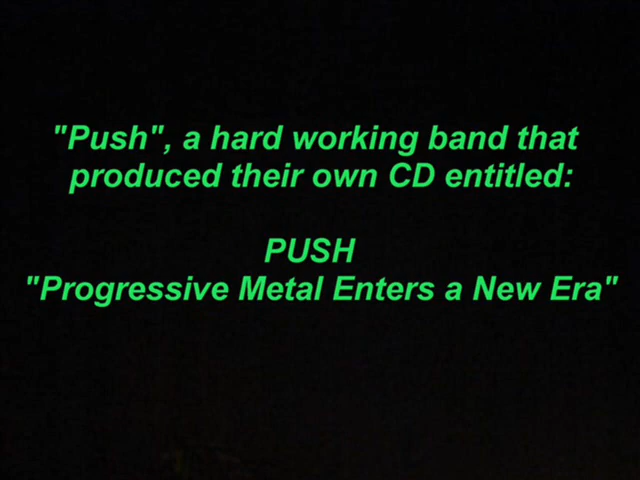 "Push", a hard working band that
produced their own CD entitled:
PUSH
"Progressive Metal Enters a New Era"